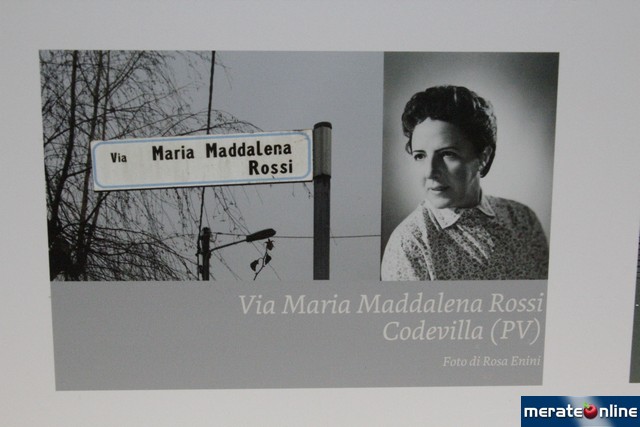 Via Maria Maddalena
Rossi
Via Maria Maddalena Rossi
Codevilla (PV)
Foto di Rosa Enini
merateonline